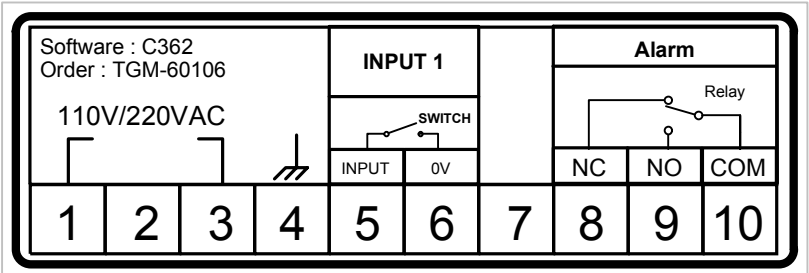 Software : C362
Order : TGM-60106
110V/220VAC
INPUT 1
SWITCH
INPUT 0V
Alarm
Relay
NC NO COM
1 2 3 4 5 6 7 8 9 10